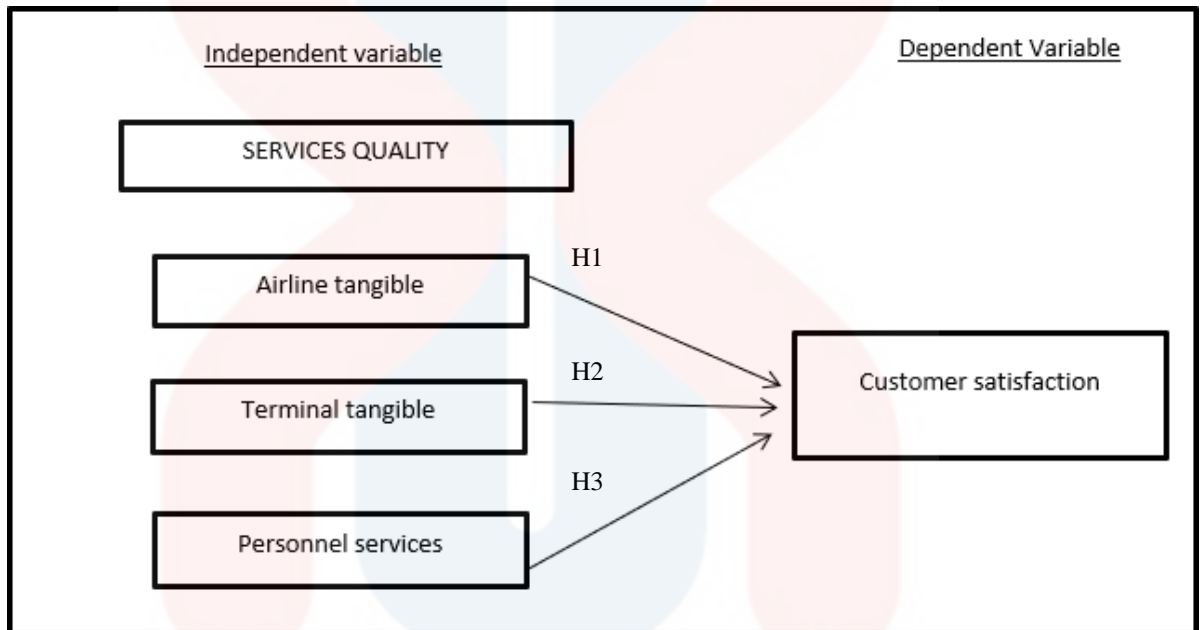 Independent variable
Dependent Variable
SERVICES QUALITY
H1
Airline tangible
H2
Customer satisfaction
Terminal tangible
H3
Personnel services